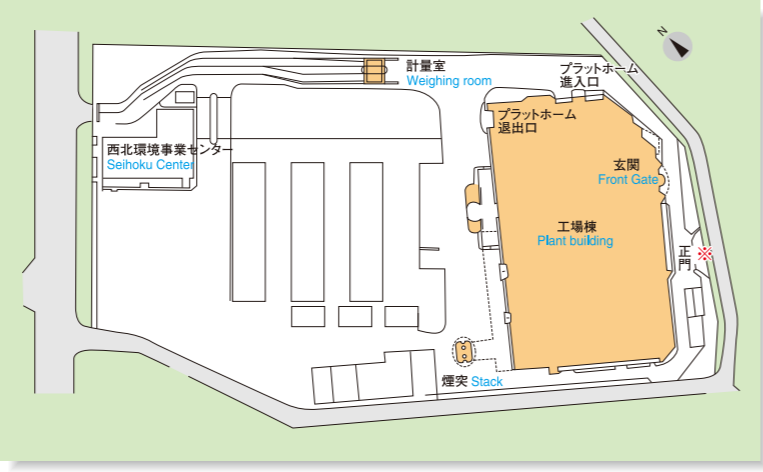 N
計量室
Weighing room
プラットホーム
進入口
プラットホーム
退出口
西北環境事業センター
Seihoku Center
玄関
Front Gate
工場棟
Plant building
正門
※
煙突 Stack